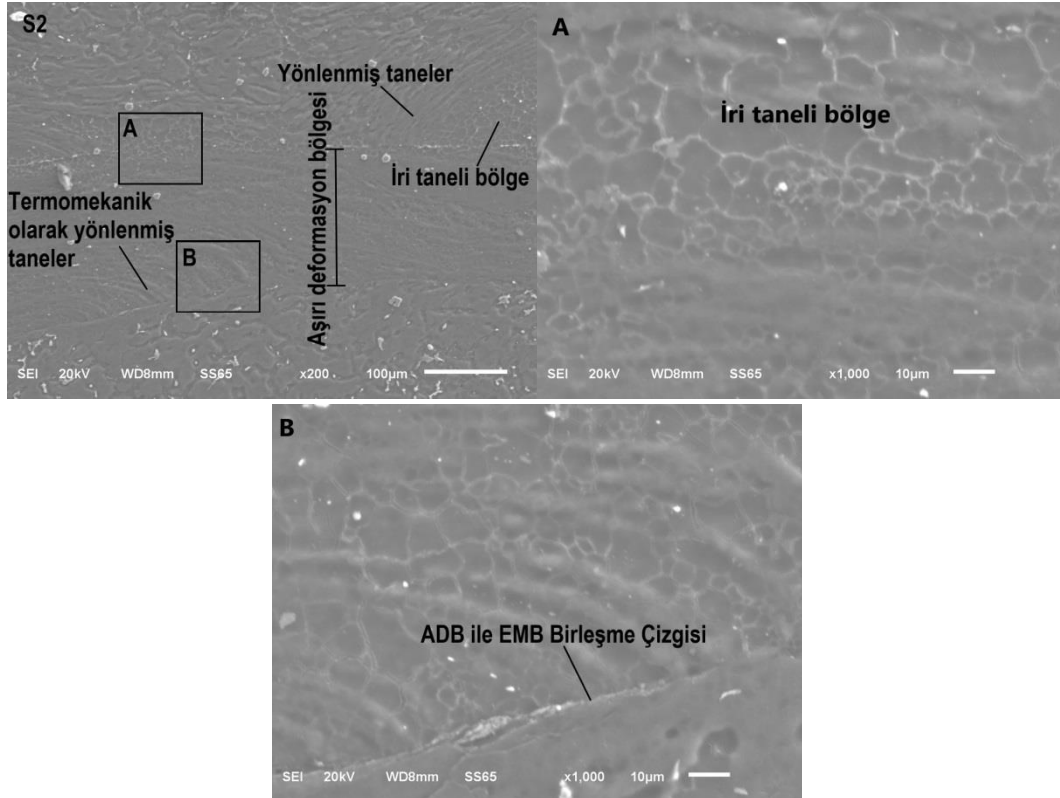 S2
Yönlenmiş taneler
A
İri taneli bölge
Aşırı deformasyon bölgesi
Termomekanik
olarak yönlenmiş
taneler
B
SEI 20kV WD8mm SS65 x200 100µm
A
İri taneli bölge
SEI 20kV WD8mm SS65 x1,000 10µm
B
ADB ile EMB Birleşme Çizgisi
SEI 20kV WD8mm SS65 x1,000 10µm